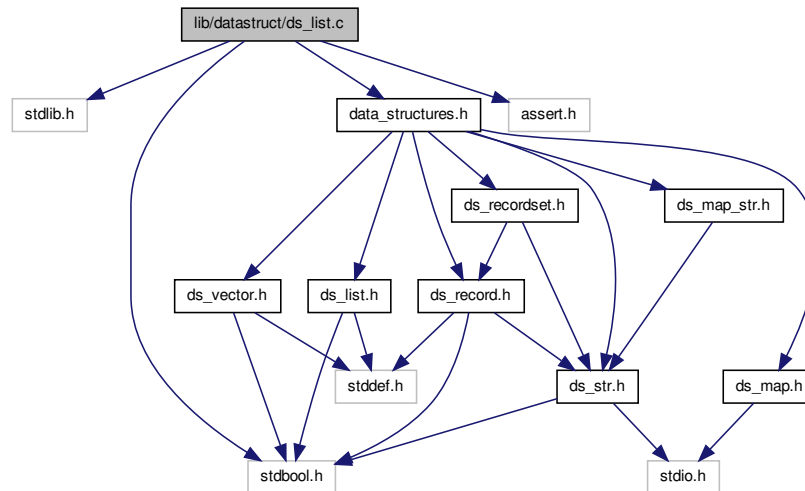 lib/datastruct/ds_list.c
stdlib.h
data_structures.h
assert.h
ds_recordset.h
ds_map_str.h
ds_vector.h
ds_list.h
ds_record.h
stddef.h
ds_str.h
ds_map.h
stdbool.h
stdio.h